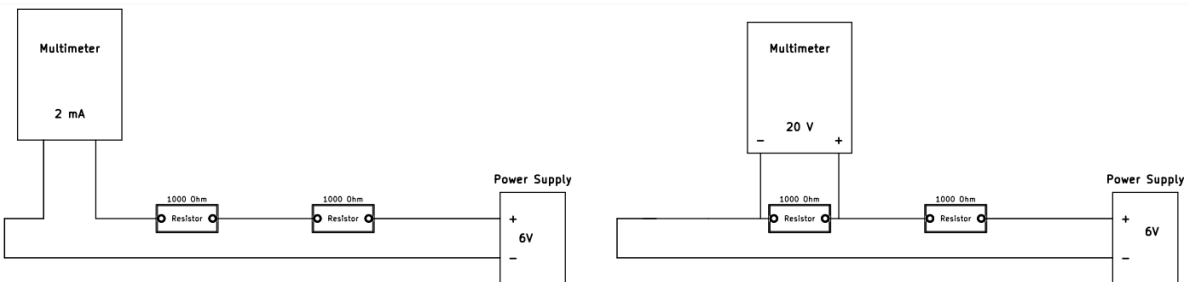 Multimeter
2 mA
1000 Ohm
Resistor
1000 Ohm
Resistor
Power Supply
+
6V
−
Multimeter
20 V
− +
1000 Ohm
Resistor
1000 Ohm
Resistor
Power Supply
+
6V
−